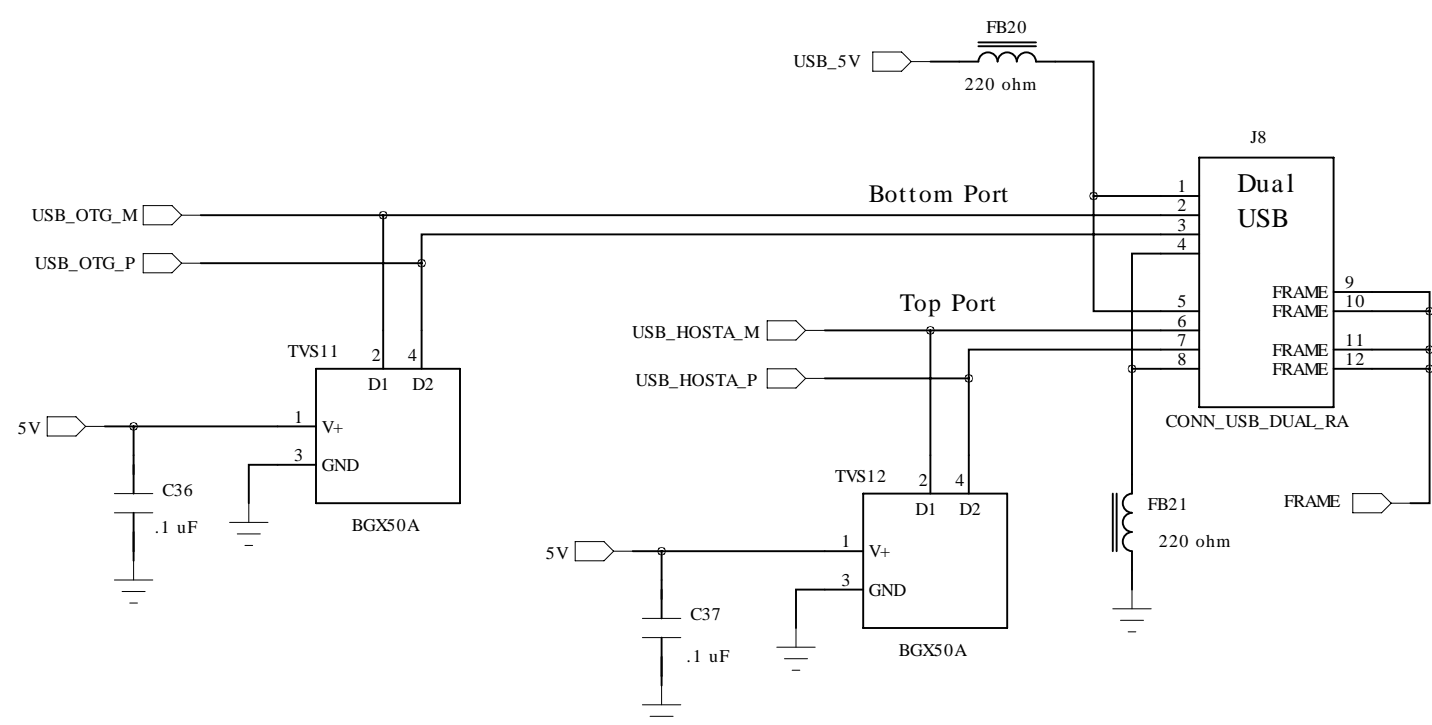 FB20
USB_5V
220 ohm
J8
Dual
USB
Bottom Port
1
2
3
4
USB_OTG_M
USB_OTG_P
Top Port
5
6
7
8
FRAME 9
FRAME 10
FRAME 11
FRAME 12
USB_HOSTA_M
USB_HOSTA_P
CONN_USB_DUAL_RA
TVS11
2 4
D1 D2
5V
1 V+
3 GND
C36
.1 uF
BGX50A
TVS12
2 4
D1 D2
5V
1 V+
3 GND
C37
.1 uF
BGX50A
FB21
220 ohm
FRAME